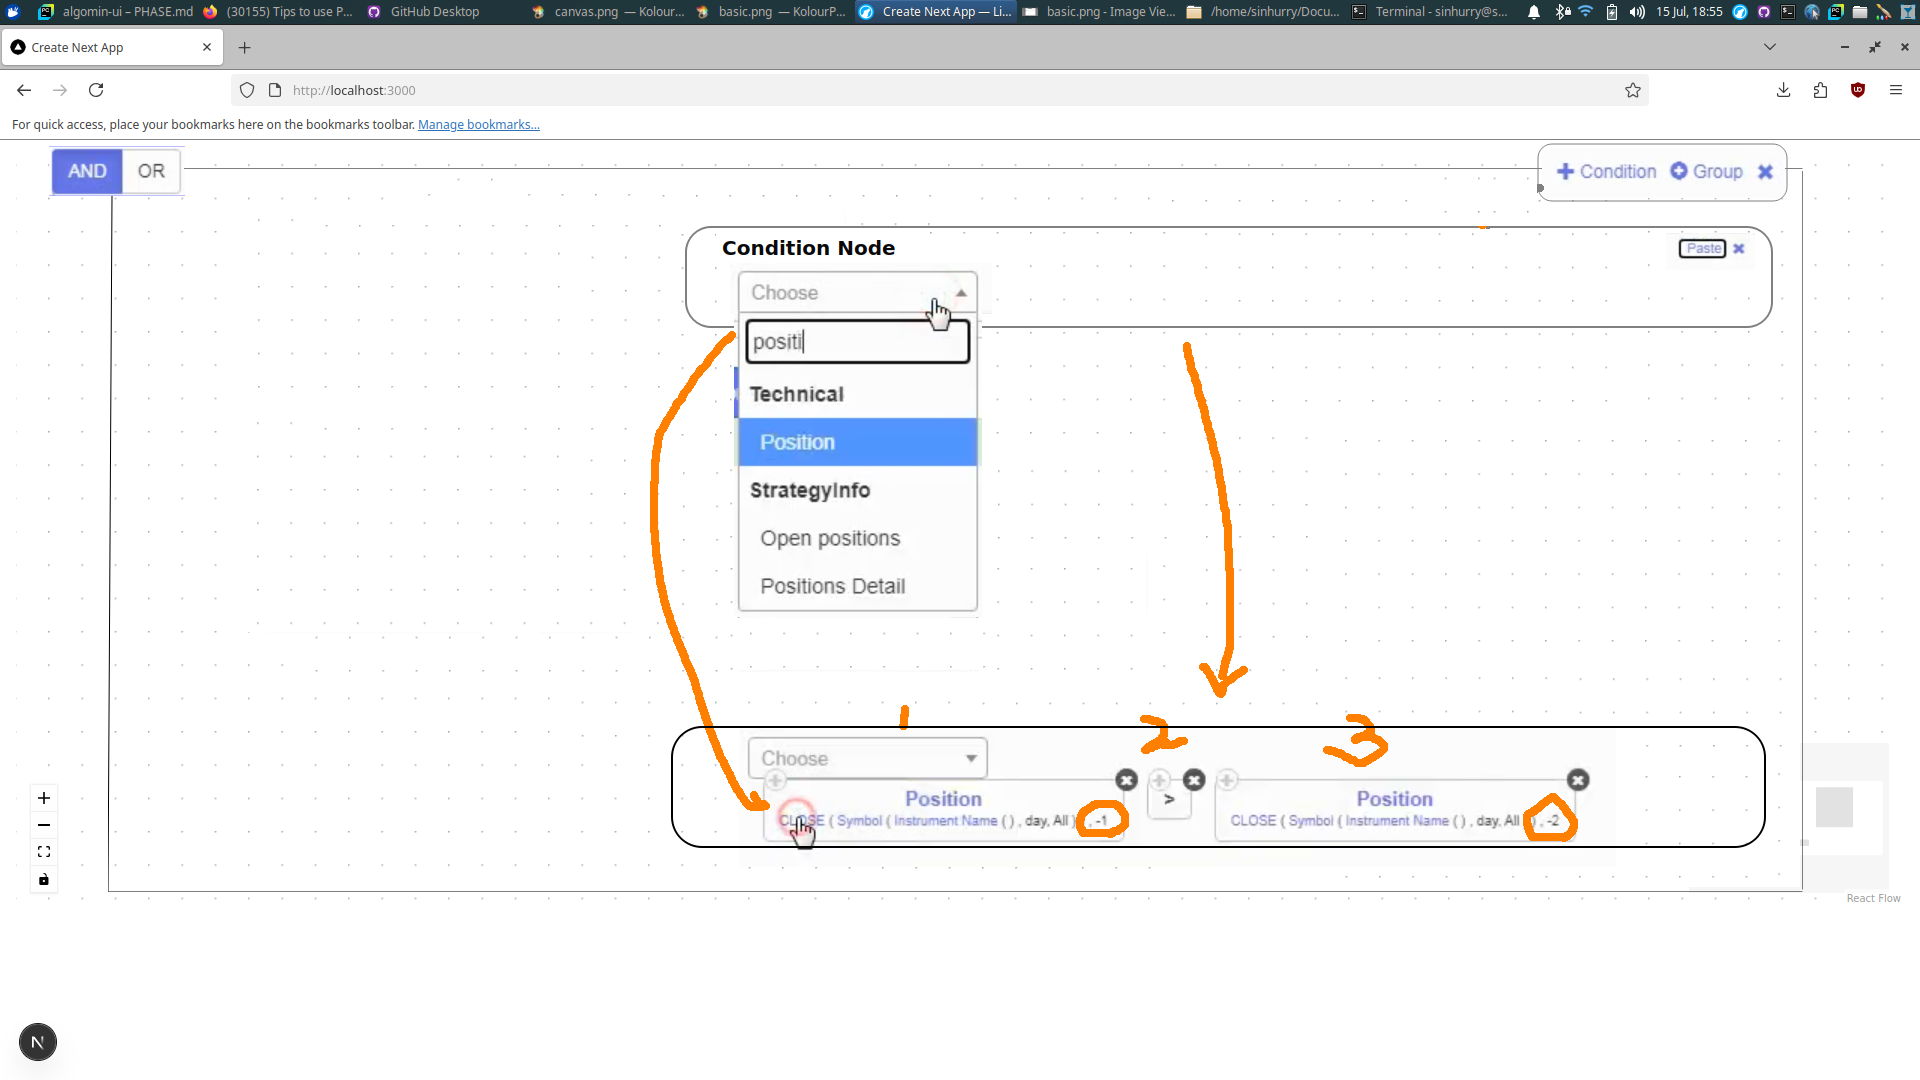 algomin-ui – PHASE.md
(30155) Tips to use P...
GitHub Desktop
canvas.png — Kolour...
basic.png — KolourP...
Create Next App — Li...
basic.png - Image Vie...
/home/sinhurry/Docu...
Terminal - sinhurry@s...
15 Jul, 18:55
Create Next App
http://localhost:3000
For quick access, place your bookmarks here on the bookmarks toolbar. Manage bookmarks...
AND OR
Condition Group
Condition Node
Paste
Choose
positi
Technical
Position
StrategyInfo
Open positions
Positions Detail
1 2 3
Choose
Position
CLOSE ( Symbol ( Instrument Name ( ) , day, All ) , -1
>
Position
CLOSE ( Symbol ( Instrument Name ( ) , day, All ) , -2
React Flow
N